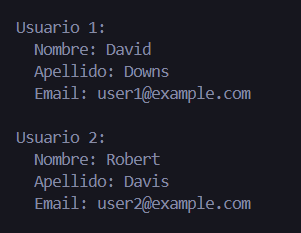 Usuario 1:
Nombre: David
Apellido: Downs
Email: user1@example.com
Usuario 2:
Nombre: Robert
Apellido: Davis
Email: user2@example.com